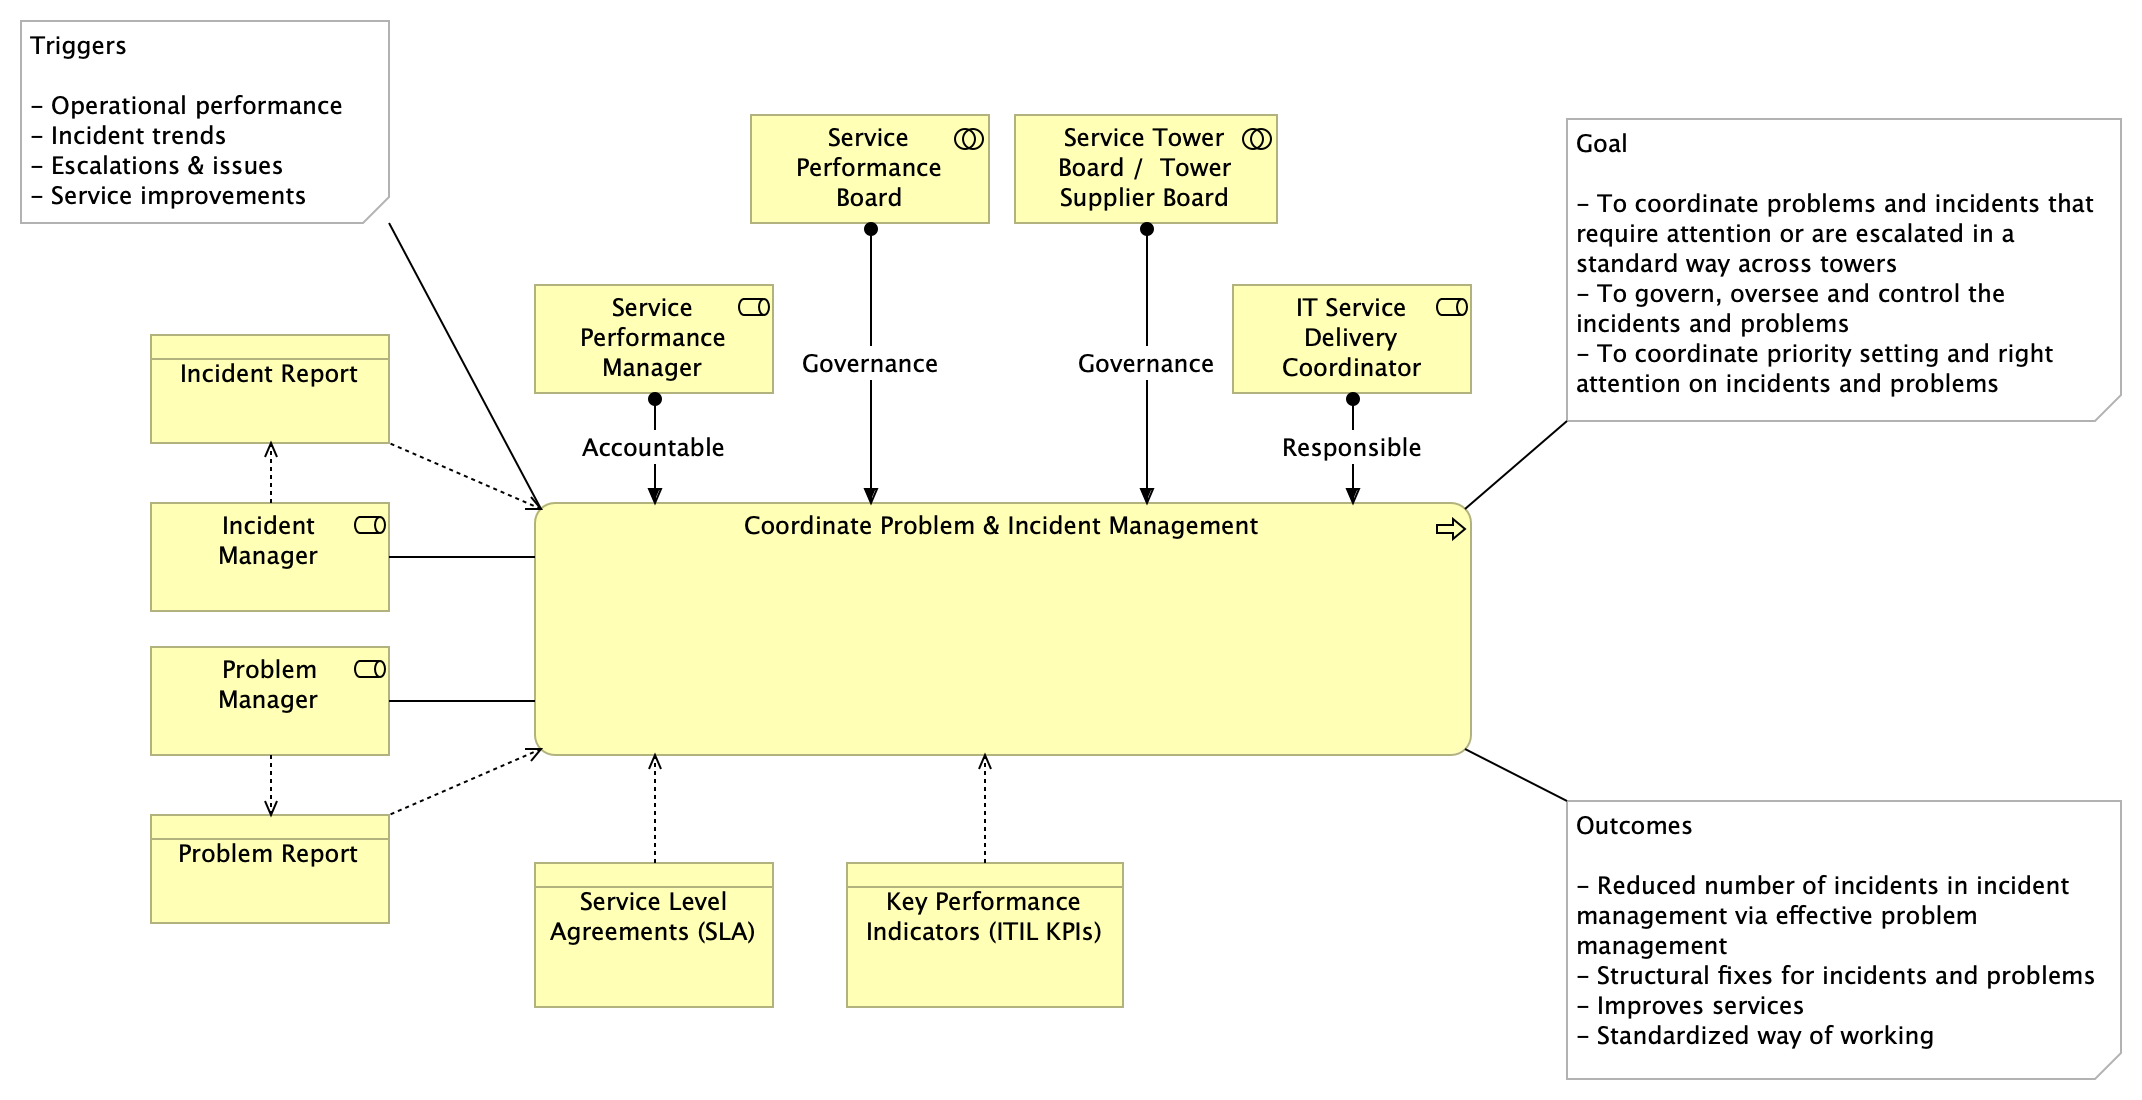 Triggers
– Operational performance
– Incident trends
– Escalations & issues
– Service improvements
Service
Performance
Board
Service Tower
Board /  Tower
Supplier Board
Goal
– To coordinate problems and incidents that
require attention or are escalated in a
standard way across towers
– To govern, oversee and control the
incidents and problems
– To coordinate priority setting and right
attention on incidents and problems
Service
Performance
Manager
IT Service
Delivery
Coordinator
Governance
Governance
Incident Report
Accountable
Responsible
Incident
Manager
Coordinate Problem & Incident Management
Problem
Manager
Problem Report
Service Level
Agreements (SLA)
Key Performance
Indicators (ITIL KPIs)
Outcomes
– Reduced number of incidents in incident
management via effective problem
management
– Structural fixes for incidents and problems
– Improves services
– Standardized way of working